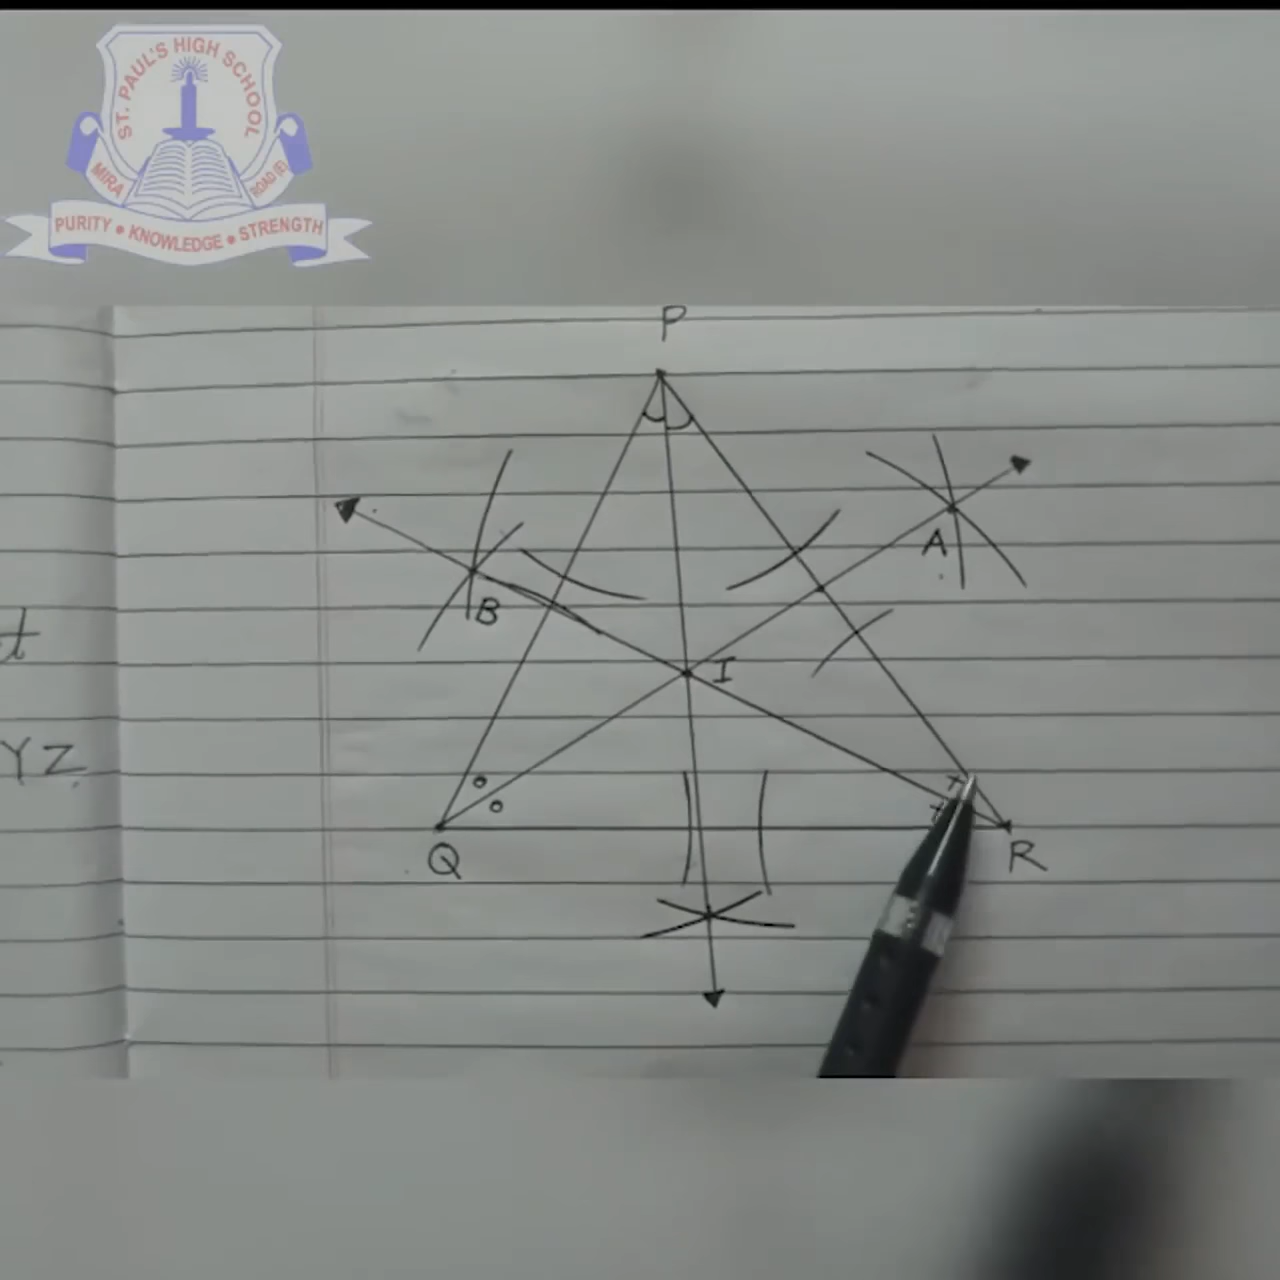 ST. PAUL'S HIGH SCHOOL
MIRA ROAD (E)
PURITY • KNOWLEDGE • STRENGTH
P
A
B
I
t
YZ
Q
R